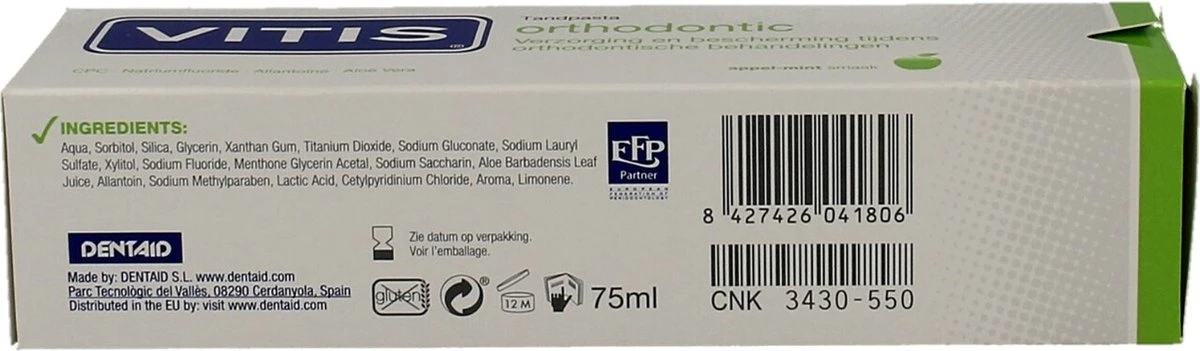 VITIS®
Tandpasta
orthodontic
Verzorging en bescherming tijdens
orthodontische behandelingen
CPC · Natriumfluoride · Allantoïne · Aloë Vera
appel-mint smaak
INGREDIENTS:
Aqua, Sorbitol, Silica, Glycerin, Xanthan Gum, Titanium Dioxide, Sodium Gluconate, Sodium Lauryl
Sulfate, Xylitol, Sodium Fluoride, Menthone Glycerin Acetal, Sodium Saccharin, Aloe Barbadensis Leaf
Juice, Allantoin, Sodium Methylparaben, Lactic Acid, Cetylpyridinium Chloride, Aroma, Limonene.
EFP
Partner
EUROPEAN
FEDERATION OF
PERIODONTOLOGY
8 427426 041806
DENTAID
Made by: DENTAID S.L. www.dentaid.com
Parc Tecnològic del Vallès, 08290 Cerdanyola, Spain
Distributed in the EU by: visit www.dentaid.com
Zie datum op verpakking.
Voir l'emballage.
gluten
®
12 M
75ml
CNK 3430-550